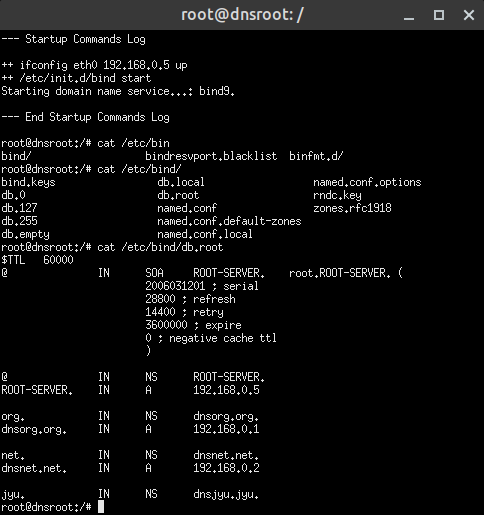 root@dnsroot: /
--- Startup Commands Log
++ ifconfig eth0 192.168.0.5 up
++ /etc/init.d/bind start
Starting domain name service...: bind9.
--- End Startup Commands Log
root@dnsroot:/# cat /etc/bin
bind/ bindresvport.blacklist binfmt.d/
root@dnsroot:/# cat /etc/bind/
bind.keys db.local named.conf.options
db.0 db.root rndc.key
db.127 named.conf zones.rfc1918
db.255 named.conf.default-zones
db.empty named.conf.local
root@dnsroot:/# cat /etc/bind/db.root
$TTL 60000
@ IN SOA ROOT-SERVER. root.ROOT-SERVER. (
2006031201 ; serial
28800 ; refresh
14400 ; retry
3600000 ; expire
0 ; negative cache ttl
)
@ IN NS ROOT-SERVER.
ROOT-SERVER. IN A 192.168.0.5
org. IN NS dnsorg.org.
dnsorg.org. IN A 192.168.0.1
net. IN NS dnsnet.net.
dnsnet.net. IN A 192.168.0.2
jyu. IN NS dnsjyu.jyu.
root@dnsroot:/#